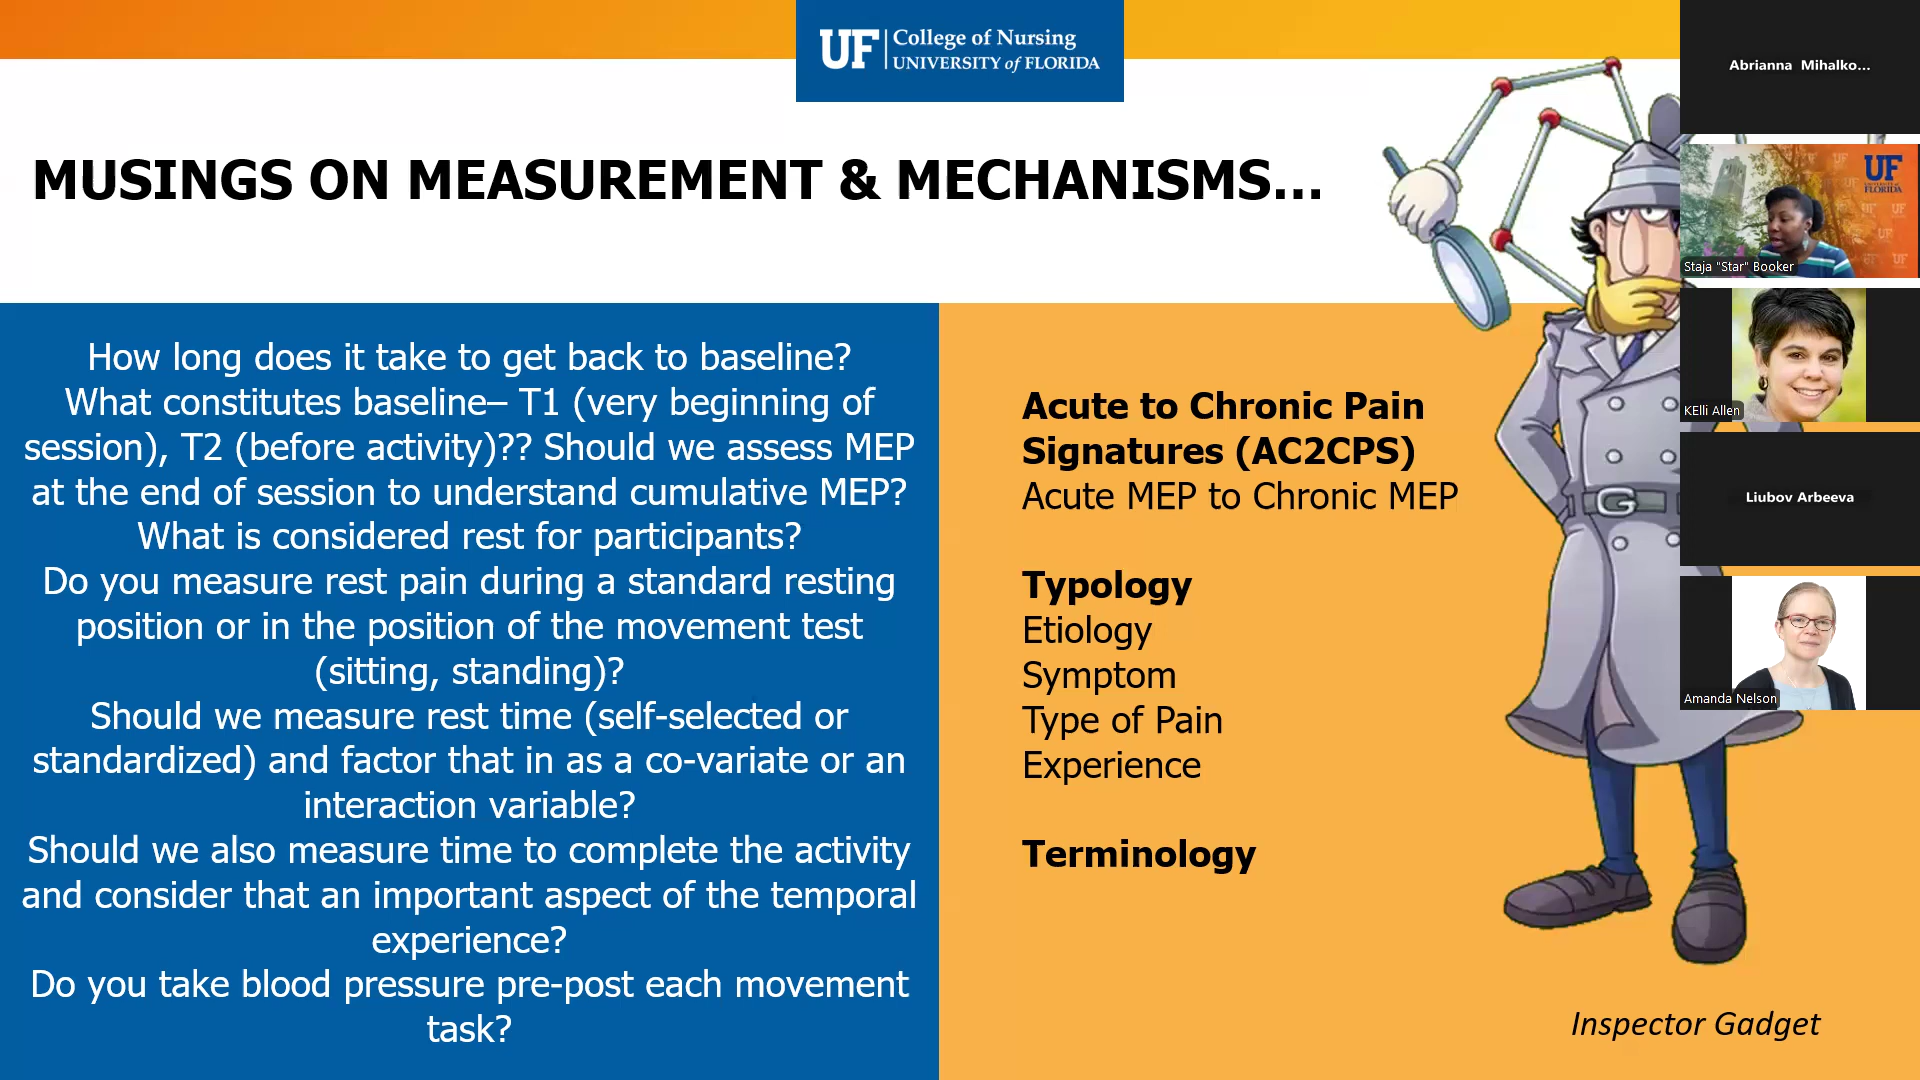 UF College of Nursing
UNIVERSITY of FLORIDA
MUSINGS ON MEASUREMENT & MECHANISMS...
How long does it take to get back to baseline?
What constitutes baseline– T1 (very beginning of
session), T2 (before activity)?? Should we assess MEP
at the end of session to understand cumulative MEP?
What is considered rest for participants?
Do you measure rest pain during a standard resting
position or in the position of the movement test
(sitting, standing)?
Should we measure rest time (self-selected or
standardized) and factor that in as a co-variate or an
interaction variable?
Should we also measure time to complete the activity
and consider that an important aspect of the temporal
experience?
Do you take blood pressure pre-post each movement
task?
Acute to Chronic Pain
Signatures (AC2CPS)
Acute MEP to Chronic MEP
Typology
Etiology
Symptom
Type of Pain
Experience
Terminology
Inspector Gadget
Abrianna Mihalko...
UF
UNIVERSITY of
FLORIDA
Staja "Star" Booker
KElli Allen
Liubov Arbeeva
Amanda Nelson